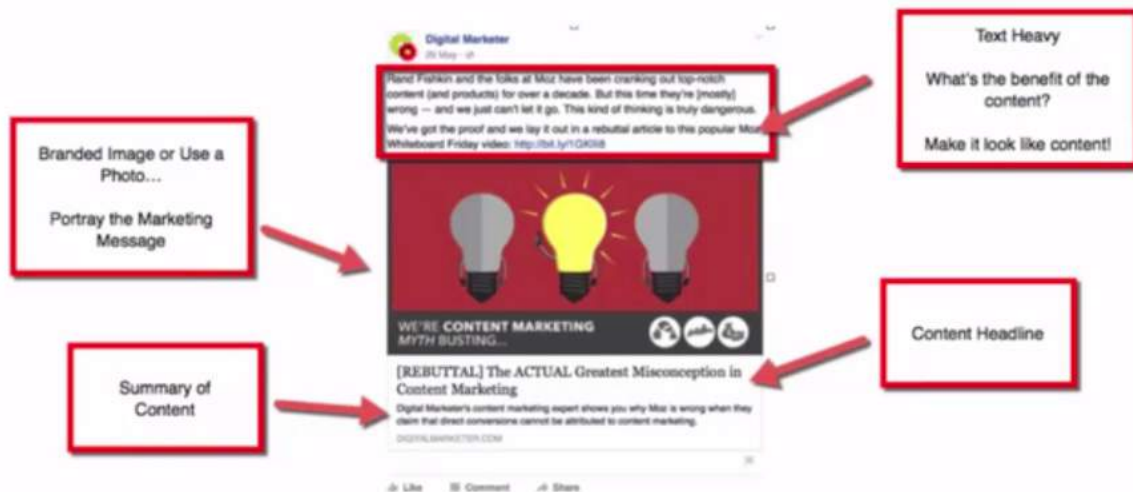 Digital Marketer
Rand Fishkin and the folks at Moz have been cranking out top-notch
content (and products) for over a decade. But this time they're [mostly]
wrong — and we just can't let it go. This kind of thinking is truly dangerous.
We've got the proof and we lay it out in a rebuttal article to this popular Moz
Whiteboard Friday video:
Text Heavy
What's the benefit of the
content?
Make it look like content!
Branded Image or Use a
Photo...
Portray the Marketing
Message
WE'RE CONTENT MARKETING
MYTH BUSTING...
Content Headline
[REBUTTAL] The ACTUAL Greatest Misconception in
Content Marketing
Summary of
Content
Digital Marketer's content marketing expert shows you why Moz is wrong when they
claim that direct conversions cannot be attributed to content marketing.
DIGITALMARKETER.COM
Like Comment Share